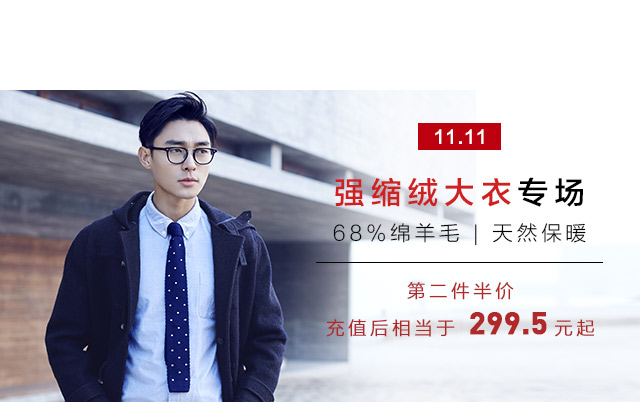 11.11
强缩绒大衣专场
68%绵羊毛 | 天然保暖
第二件半价
充值后相当于 299.5 元起